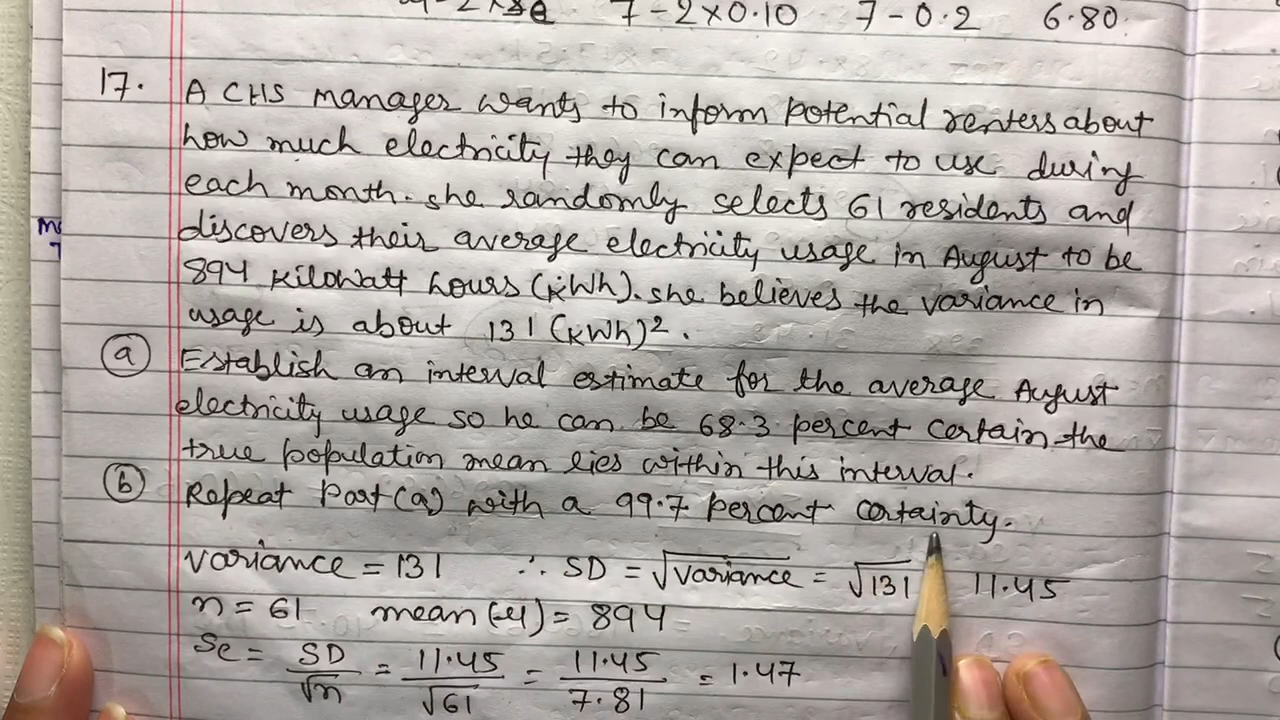 7-2×0.10 7-0.2 6.80.
17. A CHS manager wants to inform potential renters about
how much electricity they can expect to use during
each month. she randomly selects 61 residents and
discovers their average electricity usage in August to be
894 Kilowatt hours (kWh). she believes the variance in
usage is about 131 (kWh)².
(a) Establish an interval estimate for the average August
electricity usage so he can be 68.3 percent certain the
true population mean lies within this interval.
(b) Repeat Part(a) with a 99.7 percent certainty.
variance = 131 ∴ SD = √variance = √131 11.45
n = 61 mean = 894
Se = SD/√n = 11.45/√61 = 11.45/7.81 = 1.47